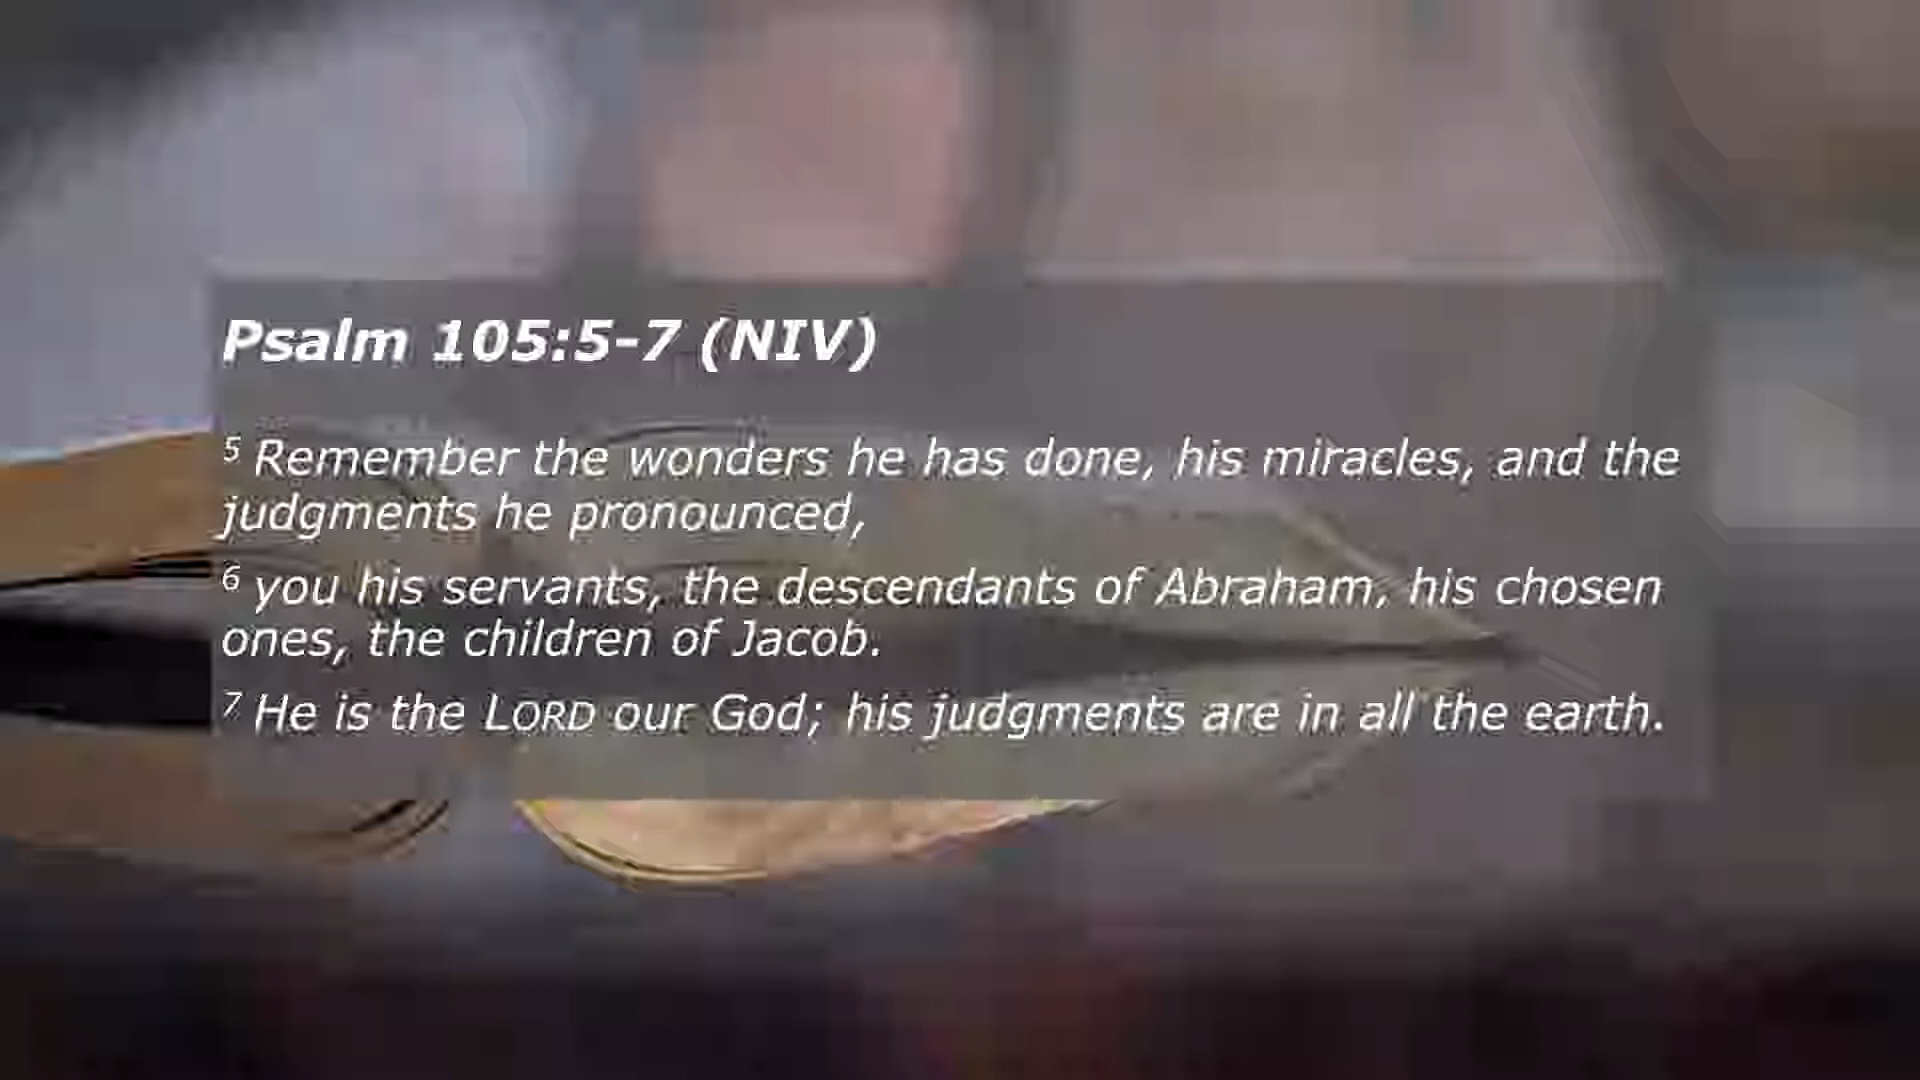 Psalm 105:5-7 (NIV)
5 Remember the wonders he has done, his miracles, and the
judgments he pronounced,
6 you his servants, the descendants of Abraham, his chosen
ones, the children of Jacob.
7 He is the LORD our God; his judgments are in all the earth.